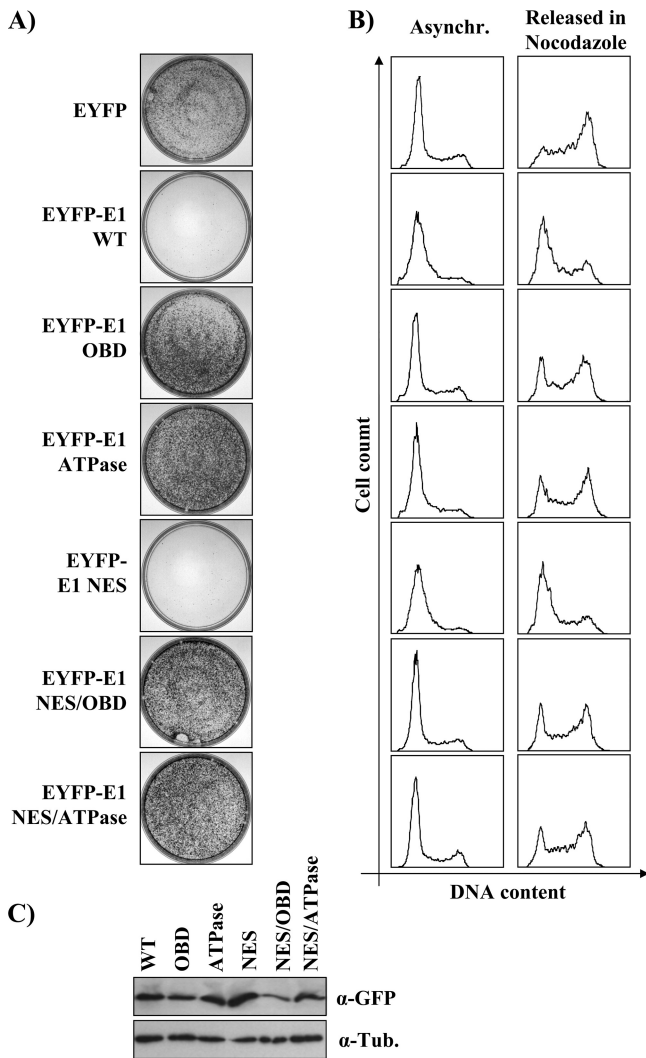 A)
B)
Asynchr.
Released in
Nocodazole
EYFP
EYFP-E1
WT
EYFP-E1
OBD
EYFP-E1
ATPase
EYFP-
E1 NES
EYFP-E1
NES/OBD
EYFP-E1
NES/ATPase
Cell count
DNA content
C)
WT
OBD
ATPase
NES
NES/OBD
NES/ATPase
α-GFP
α-Tub.